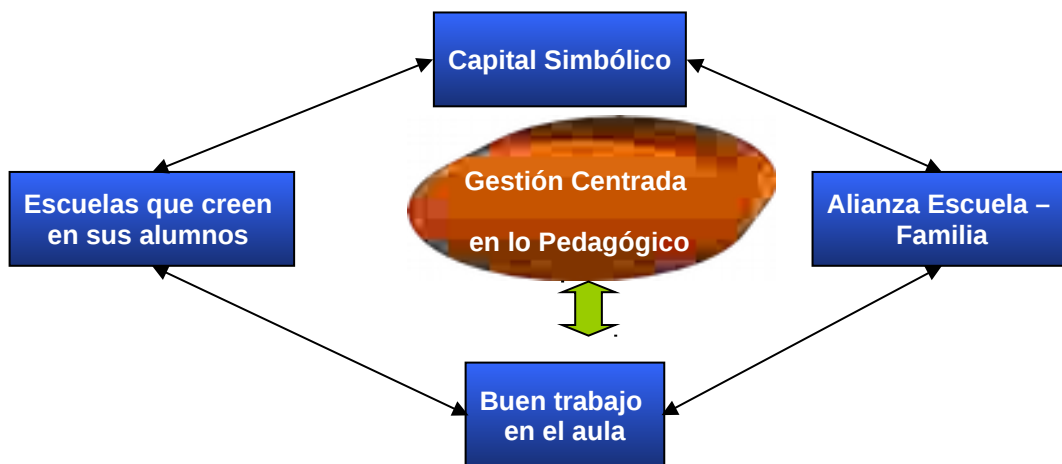 Capital Simbólico
Gestión Centrada
en lo Pedagógico
Escuelas que creen
en sus alumnos
Alianza Escuela –
Familia
Buen trabajo
en el aula